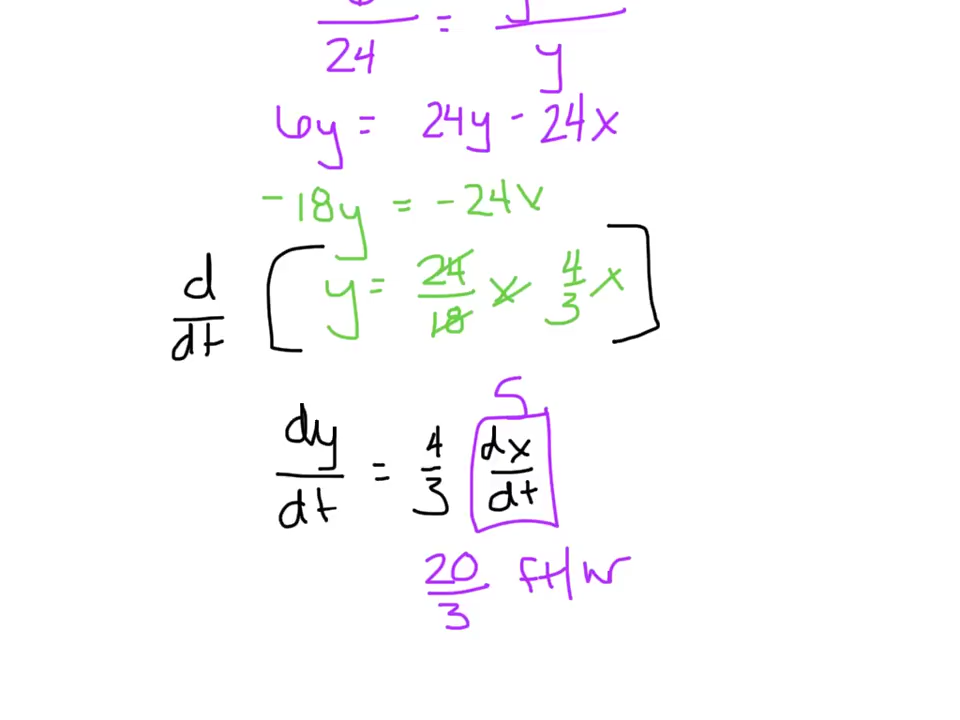 24 = y
6y = 24y - 24x
-18y = -24x
d/dt [ y = 24/18 x 4/3 x ]
5
dy/dt = 4/3 dx/dt
20/3 ft/hr